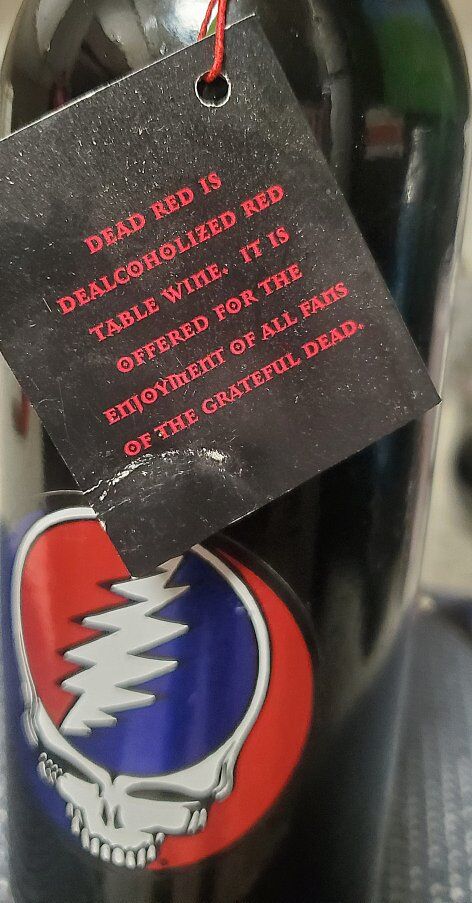 DEAD RED IS
DEALCOHOLIZED RED
TABLE WINE. IT IS
OFFERED FOR THE
ENJOYMENT OF ALL FANS
OF THE GRATEFUL DEAD.